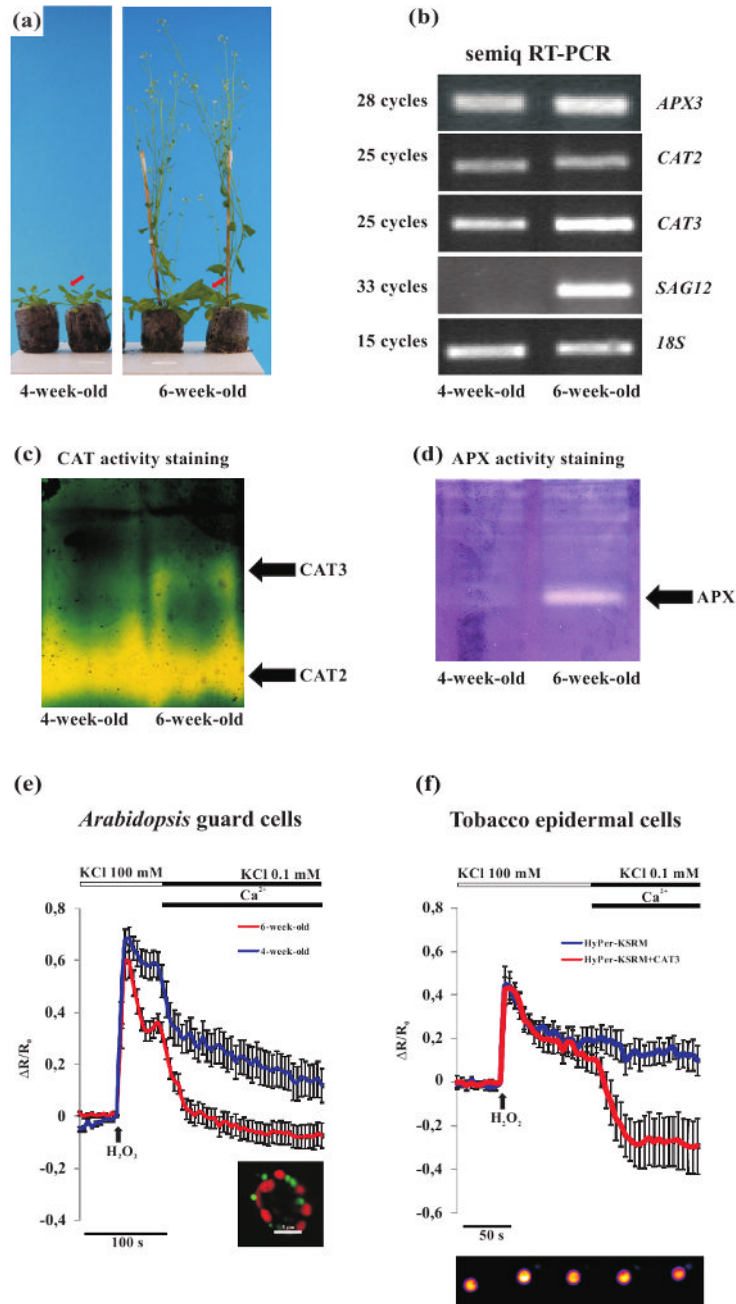 (a)
4-week-old 6-week-old
(b)
semiq RT-PCR
28 cycles APX3
25 cycles CAT2
25 cycles CAT3
33 cycles SAG12
15 cycles 18S
4-week-old 6-week-old
(c) CAT activity staining
CAT3
CAT2
4-week-old 6-week-old
(d) APX activity staining
APX
4-week-old 6-week-old
(e)
Arabidopsis guard cells
KCl 100 mM KCl 0.1 mM
Ca²⁺
0,8
0,6
0,4
0,2
0
-0,2
-0,4
ΔR/R₀
6-week-old
4-week-old
H₂O₂
100 s
(f)
Tobacco epidermal cells
KCl 100 mM KCl 0.1 mM
Ca²⁺
0,8
0,6
0,4
0,2
0
-0,2
-0,4
-0,6
ΔR/R₀
HyPer-KSRM
HyPer-KSRM+CAT3
H₂O₂
50 s